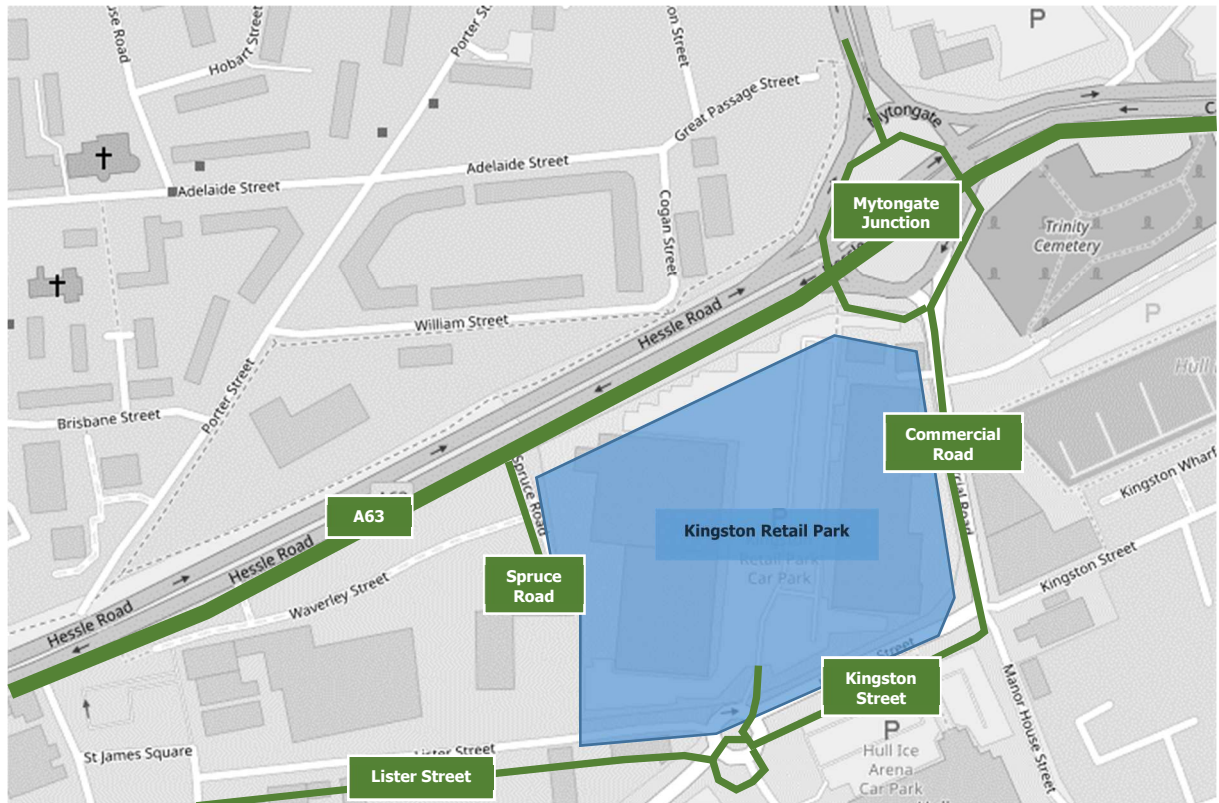 P
Hobart Street
Great Passage Street
Mytongate
Adelaide Street
Adelaide Street
Mytongate
Junction
Cogan Street
Trinity
Cemetery
William Street
Hessle Road
P
Porter Street
Brisbane Street
Commercial
Road
Kingston Wharf
A63
Spruce Road
Kingston Retail Park
P
Retail Park
Car Park
Hessle Road
Spruce
Road
Kingston Street
Waverley Street
Hessle Road
Street
Kingston
Street
Manor House Street
St James Square
Lister Street
P
Hull Ice
Arena
Car Park
Lister Street